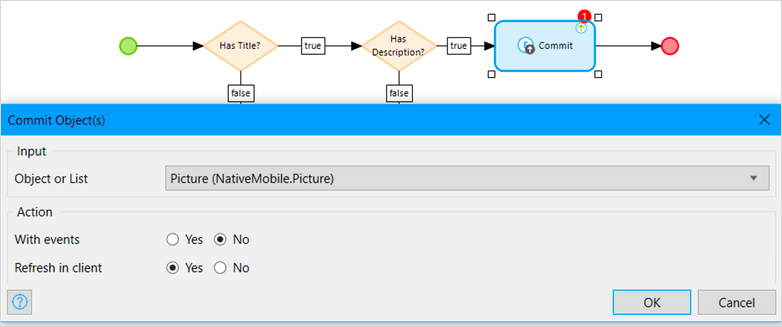 1
Has Title?
true
Has
Description?
true
Commit
false
false
Commit Object(s)
Input
Object or List
Picture (NativeMobile.Picture)
Action
With events
Yes
No
Refresh in client
Yes
No
?
OK
Cancel